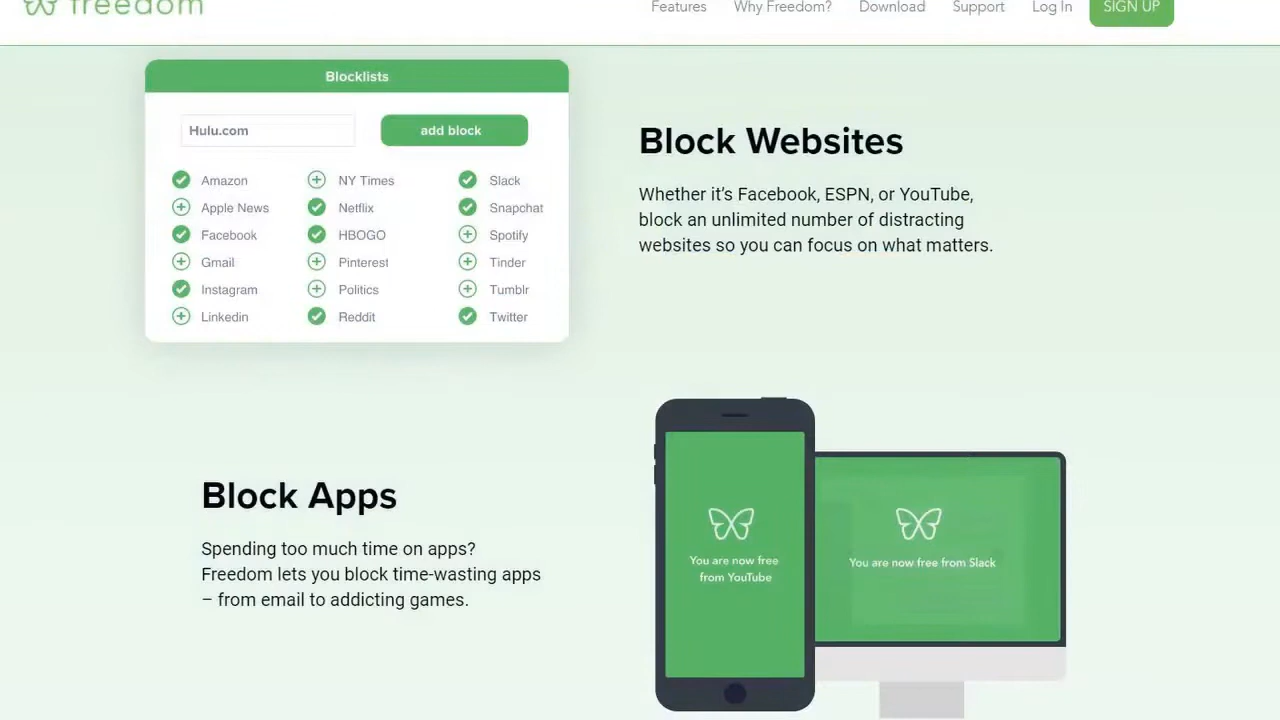 freedom
Features Why Freedom? Download Support Log In SIGN UP
Blocklists
Hulu.com add block
Amazon NY Times Slack
Apple News Netflix Snapchat
Facebook HBOGO Spotify
Gmail Pinterest Tinder
Instagram Politics Tumblr
Linkedin Reddit Twitter
Block Websites
Whether it’s Facebook, ESPN, or YouTube,
block an unlimited number of distracting
websites so you can focus on what matters.
Block Apps
Spending too much time on apps?
Freedom lets you block time-wasting apps
– from email to addicting games.
You are now free
from YouTube
You are now free from Slack